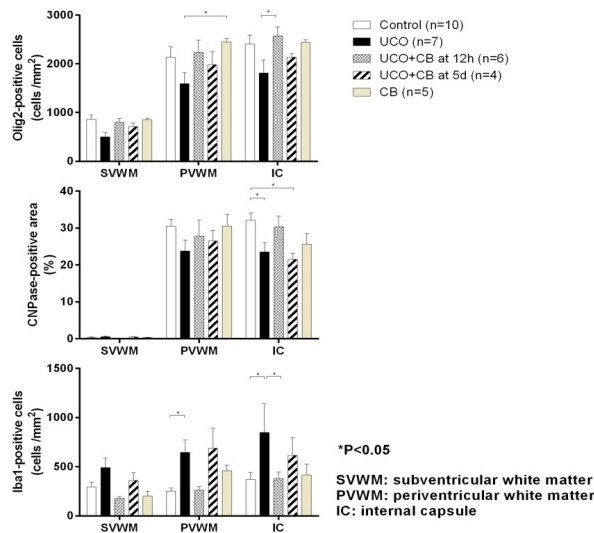 Olig2-positive cells
(cells /mm²)
3000
2000
1000
0
*
*
SVWM
PVWM
IC
Control (n=10)
UCO (n=7)
UCO+CB at 12h (n=6)
UCO+CB at 5d (n=4)
CB (n=5)
CNPase-positive area
(%)
40
30
20
10
0
*
*
SVWM
PVWM
IC
Iba1-positive cells
(cells /mm²)
1500
1000
500
0
*
*
*
SVWM
PVWM
IC
*P<0.05
SVWM: subventricular white matter
PVWM: periventricular white matter
IC: internal capsule